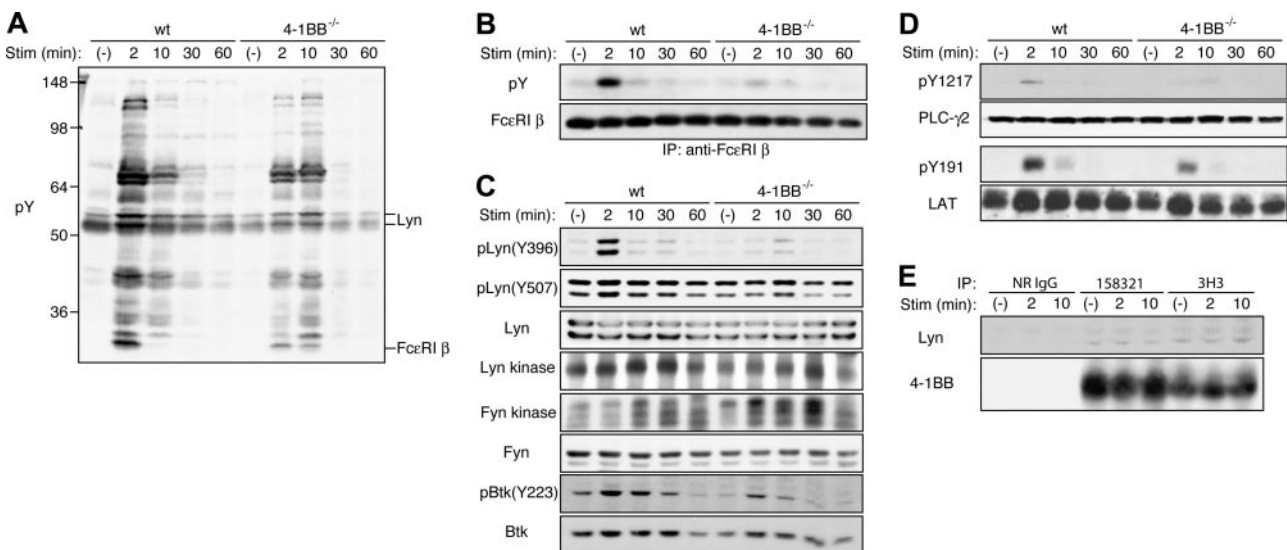 A
wt 4-1BB-/-
Stim (min): (-) 2 10 30 60 (-) 2 10 30 60
148
98
64
pY
50
36
Lyn
FcεRI β
B
wt 4-1BB-/-
Stim (min): (-) 2 10 30 60 (-) 2 10 30 60
pY
FcεRI β
IP: anti-FcεRI β
C
wt 4-1BB-/-
Stim (min): (-) 2 10 30 60 (-) 2 10 30 60
pLyn(Y396)
pLyn(Y507)
Lyn
Lyn kinase
Fyn kinase
Fyn
pBtk(Y223)
Btk
D
wt 4-1BB-/-
Stim (min): (-) 2 10 30 60 (-) 2 10 30 60
pY1217
PLC-γ2
pY191
LAT
E
IP: NR IgG 158321 3H3
Stim (min): (-) 2 10 (-) 2 10 (-) 2 10
Lyn
4-1BB